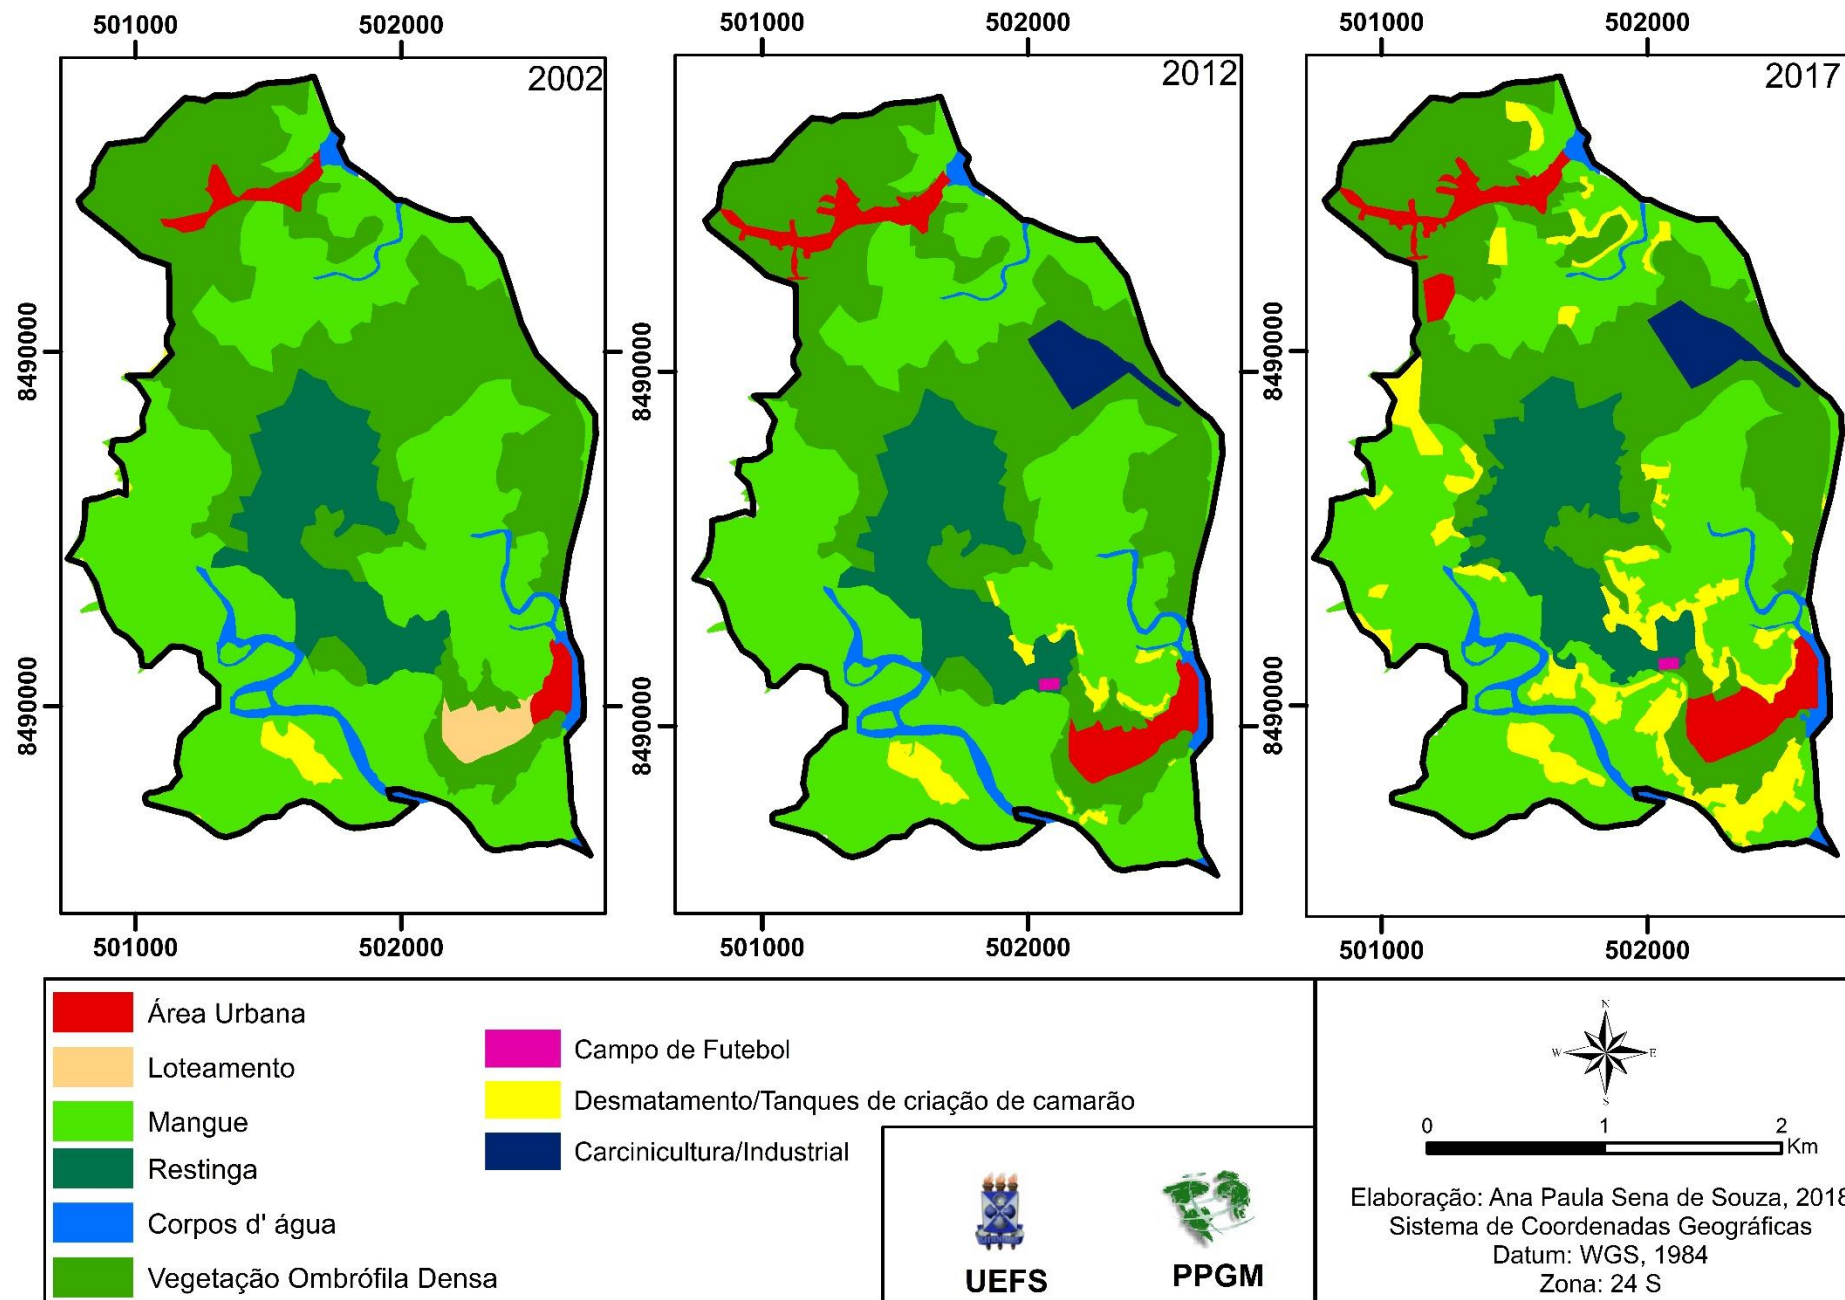 501000 502000 501000 502000 501000 502000
2002 2012 2017
8490000 8490000 8490000
8490000 8490000 8490000
501000 502000 501000 502000 501000 502000
Área Urbana
Loteamento
Mangue
Restinga
Corpos d' água
Vegetação Ombrófila Densa
Campo de Futebol
Desmatamento/Tanques de criação de camarão
Carcinicultura/Industrial
UEFS
PPGM
N
W E
S
0 1 2
Km
Elaboração: Ana Paula Sena de Souza, 2018
Sistema de Coordenadas Geográficas
Datum: WGS, 1984
Zona: 24 S